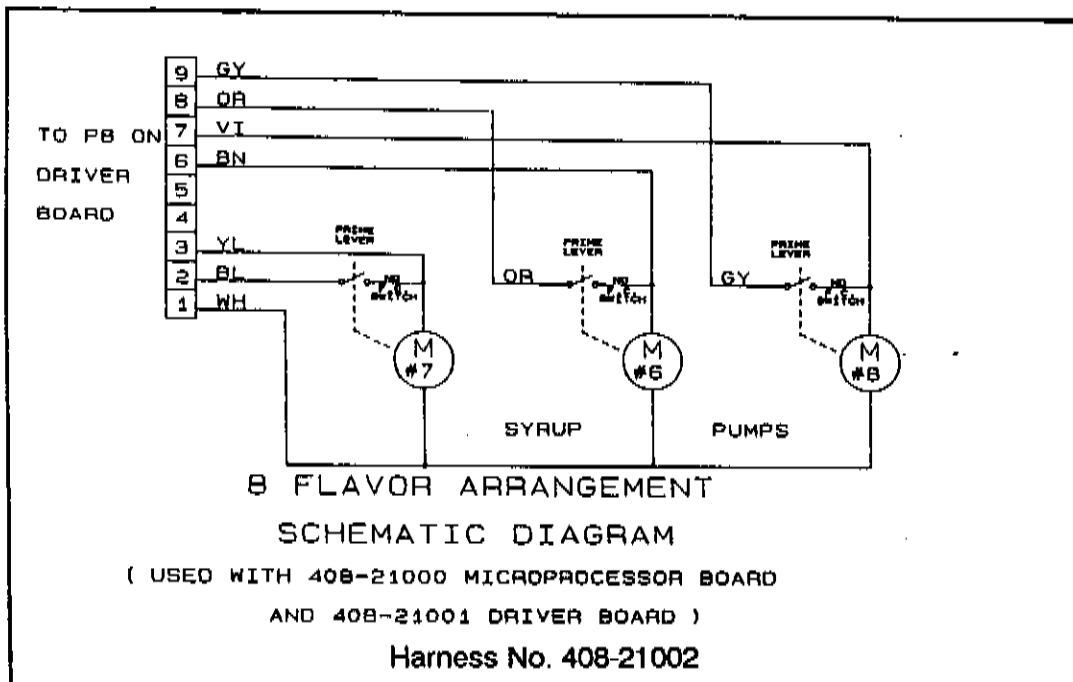 9 GY
8 OR
TO P8 ON 7 VI
6 BN
DRIVER
5
BOARD 4
3 YL
2 BL
1 WH
PRIME
LEVER
NO
SWITCH
M
#7
PRIME
LEVER
OR
NO
SWITCH
M
#6
PRIME
LEVER
GY
NO
SWITCH
M
#8
SYRUP PUMPS
8 FLAVOR ARRANGEMENT
SCHEMATIC DIAGRAM
( USED WITH 408-21000 MICROPROCESSOR BOARD
AND 408-21001 DRIVER BOARD )
Harness No. 408-21002